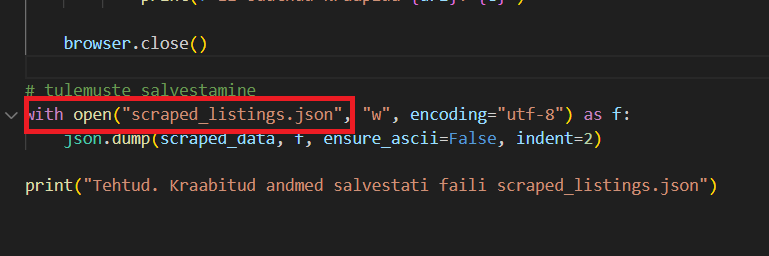 browser.close()
# tulemuste salvestamine
with open("scraped_listings.json", "w", encoding="utf-8") as f:
json.dump(scraped_data, f, ensure_ascii=False, indent=2)
print("Tehtud. Kraabitud andmed salvestati faili scraped_listings.json")